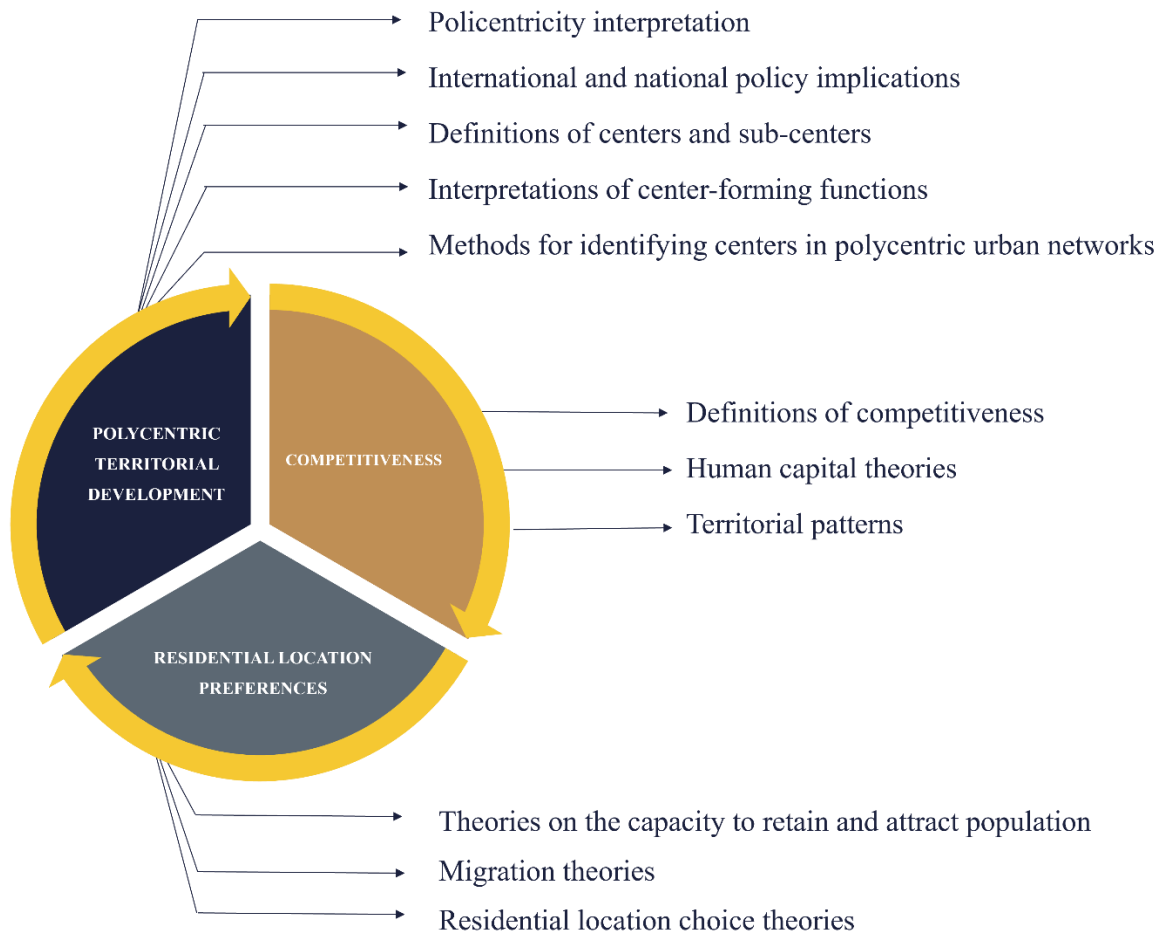 Policentricity interpretation
International and national policy implications
Definitions of centers and sub-centers
Interpretations of center-forming functions
Methods for identifying centers in polycentric urban networks
POLYCENTRIC
TERRITORIAL
DEVELOPMENT
COMPETITIVENESS
Definitions of competitiveness
Human capital theories
Territorial patterns
RESIDENTIAL LOCATION
PREFERENCES
Theories on the capacity to retain and attract population
Migration theories
Residential location choice theories